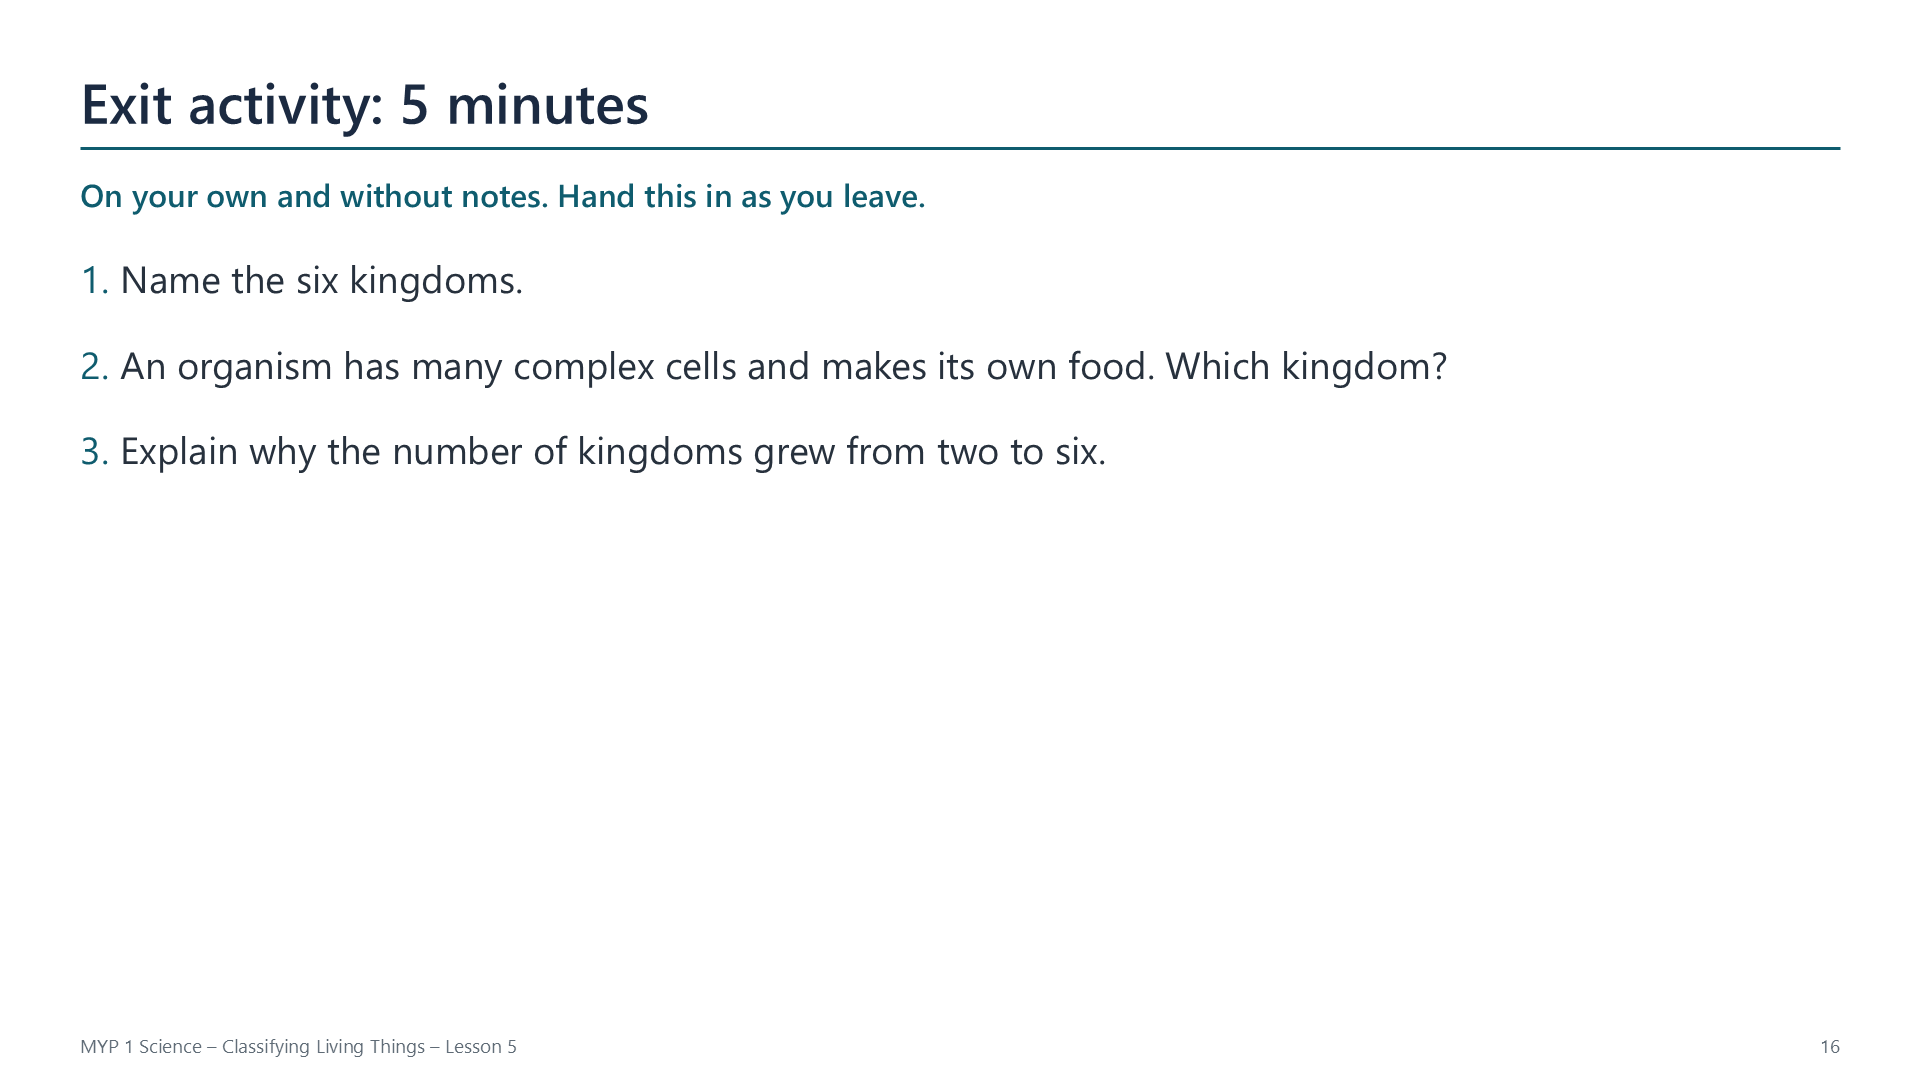 Exit activity: 5 minutes
On your own and without notes. Hand this in as you leave.
1. Name the six kingdoms.
2. An organism has many complex cells and makes its own food. Which kingdom?
3. Explain why the number of kingdoms grew from two to six.
MYP 1 Science – Classifying Living Things – Lesson 5
16